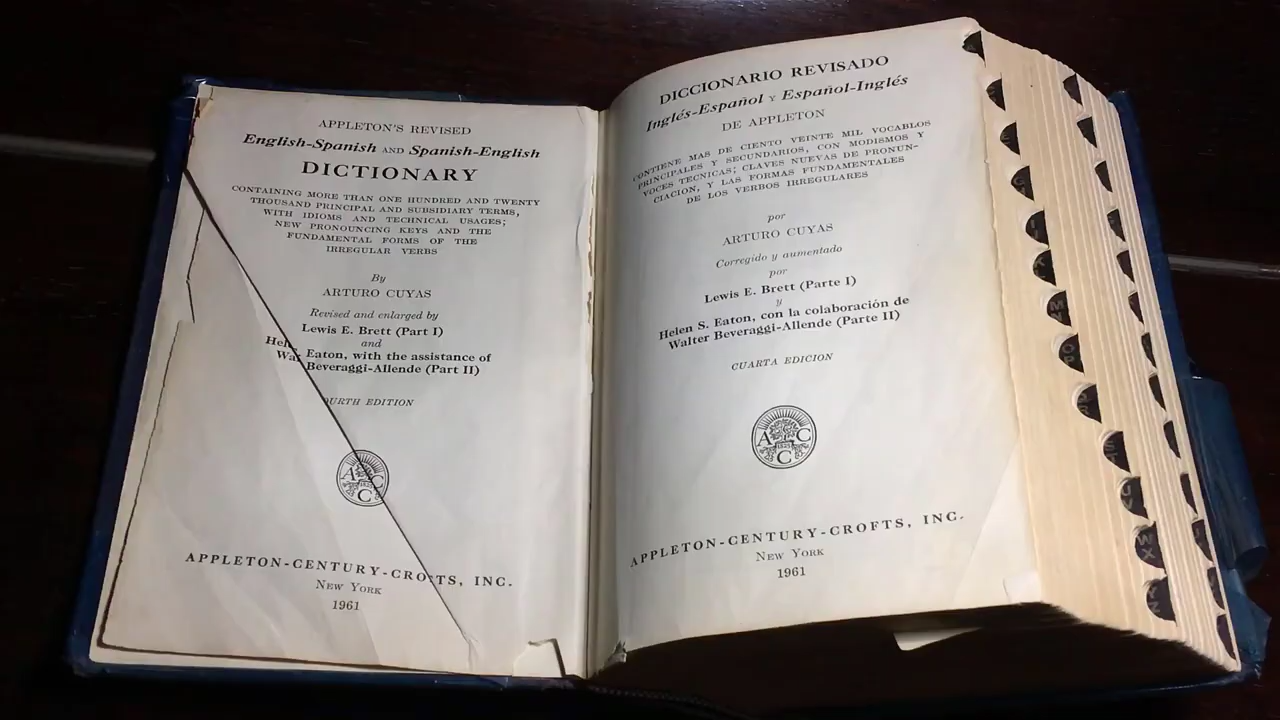 APPLETON'S REVISED
English-Spanish AND Spanish-English
DICTIONARY
CONTAINING MORE THAN ONE HUNDRED AND TWENTY
THOUSAND PRINCIPAL AND SUBSIDIARY TERMS,
WITH IDIOMS AND TECHNICAL USAGES;
NEW PRONOUNCING KEYS AND THE
FUNDAMENTAL FORMS OF THE
IRREGULAR VERBS
By
ARTURO CUYAS
Revised and enlarged by
Lewis E. Brett (Part I)
and
Eaton, with the assistance of
Beveraggi-Allende (Part II)
EDITION
A C
C
APPLETON-CENTURY-CROFTS, INC.
NEW YORK
1961
DICCIONARIO REVISADO
Inglés-Español Y Español-Inglés
DE APPLETON
CONTIENE MAS DE CIENTO VEINTE MIL VOCABLOS
PRINCIPALES Y SECUNDARIOS, CON MODISMOS Y
VOCES TECNICAS; CLAVES NUEVAS DE PRONUN-
CIACION, Y LAS FORMAS FUNDAMENTALES
DE LOS VERBOS IRREGULARES
por
ARTURO CUYAS
Corregido y aumentado
por
Lewis E. Brett (Parte I)
y
Helen S. Eaton, con la colaboración de
Walter Beveraggi-Allende (Parte II)
CUARTA EDICION
A C
C
APPLETON-CENTURY-CROFTS, INC.
NEW YORK
1961
MN
OP
UV
WX
YZ